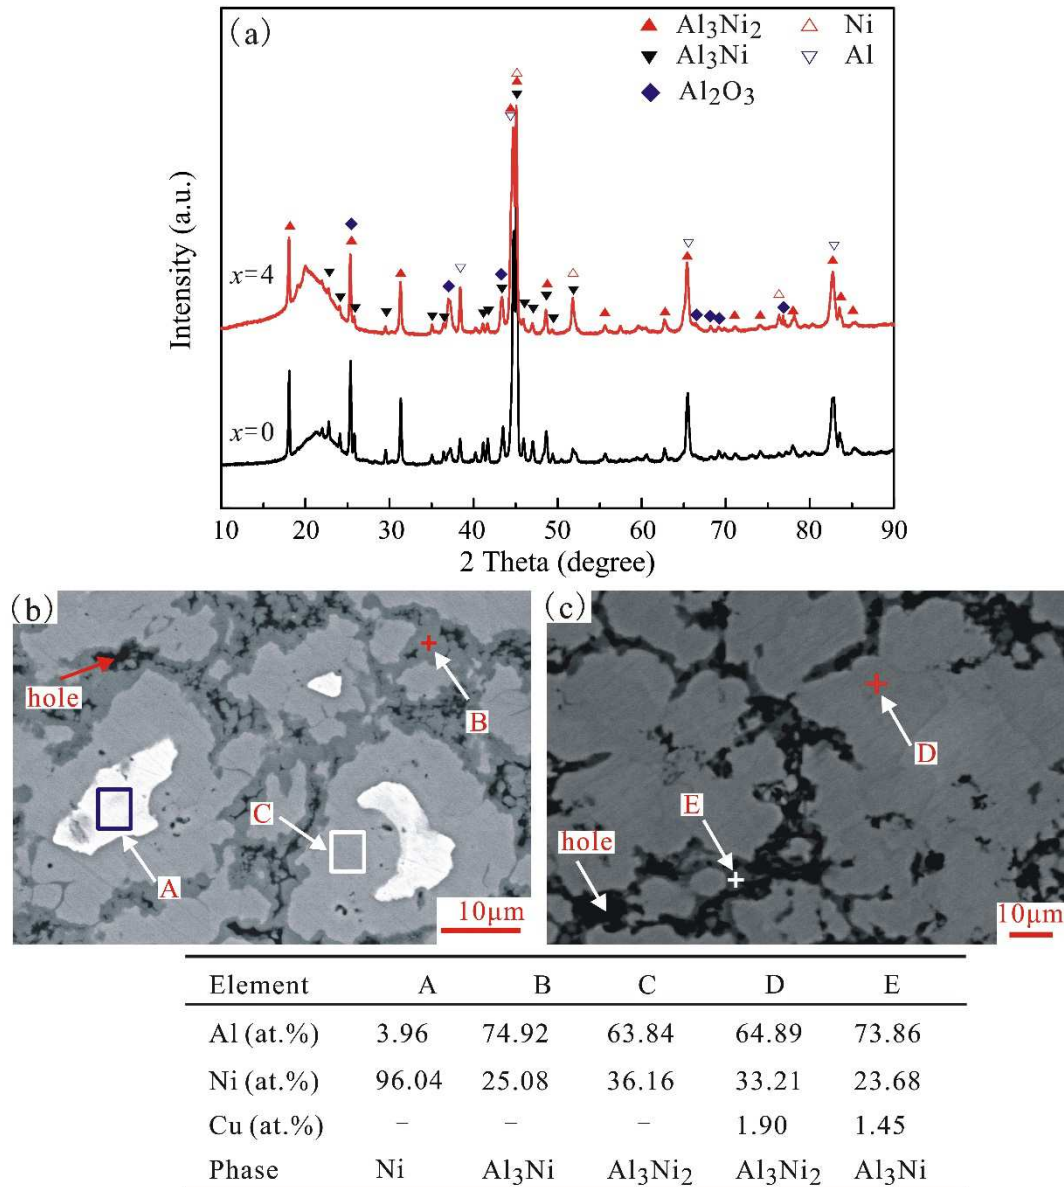 (a)
Al3Ni2
Ni
Al3Ni
Al
Al2O3
Intensity (a.u.)
x=4
x=0
10 20 30 40 50 60 70 80 90
2 Theta (degree)
(b)
hole
B
C
A
10μm
(c)
D
E
hole
10μm
Element A B C D E
Al (at.%) 3.96 74.92 63.84 64.89 73.86
Ni (at.%) 96.04 25.08 36.16 33.21 23.68
Cu (at.%) – – – 1.90 1.45
Phase Ni Al3Ni Al3Ni2 Al3Ni2 Al3Ni